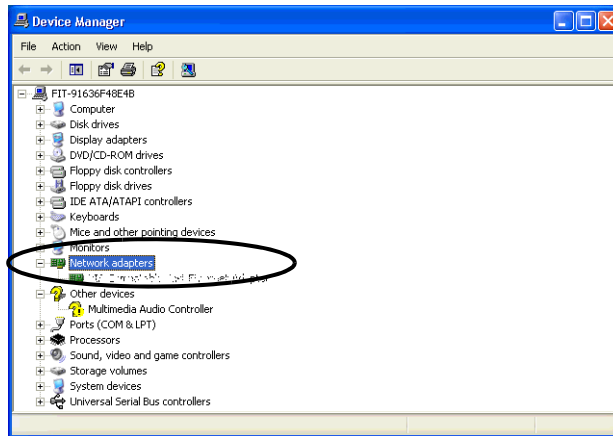 Device Manager
File Action View Help
FIT-91636F48E4B
Computer
Disk drives
Display adapters
DVD/CD-ROM drives
Floppy disk controllers
Floppy disk drives
IDE ATA/ATAPI controllers
Keyboards
Mice and other pointing devices
Monitors
Network adapters
Adapter
Other devices
Multimedia Audio Controller
Ports (COM & LPT)
Processors
Sound, video and game controllers
Storage volumes
System devices
Universal Serial Bus controllers